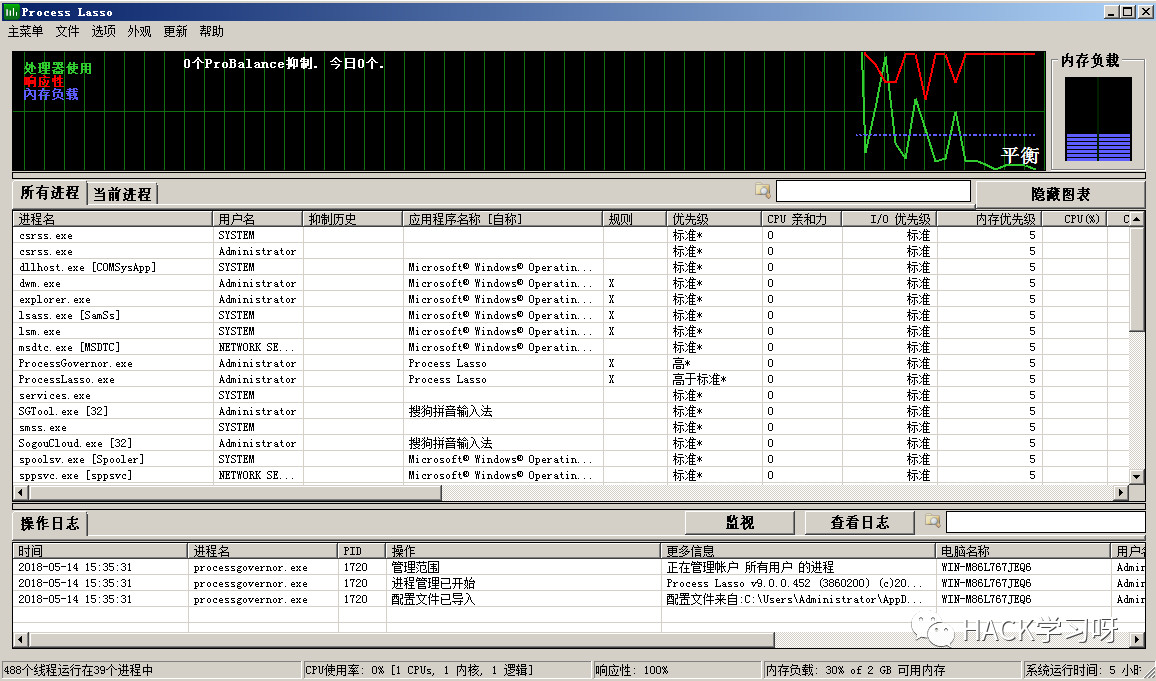 Process Lasso
主菜单 文件 选项 外观 更新 帮助
处理器使用 0个ProBalance抑制. 今日0个.
响应性
内存负载
平衡
内存负载
所有进程 当前进程 隐藏图表
进程名 用户名 抑制历史 应用程序名称 [自称] 规则 优先级 CPU 亲和力 I/O 优先级 内存优先级 CPU(%) C
csrss.exe SYSTEM 标准* 0 标准 5
csrss.exe Administrator 标准* 0 标准 5
dllhost.exe [COMSysApp] SYSTEM Microsoft® Windows® Operatin... 标准* 0 标准 5
dwm.exe Administrator Microsoft® Windows® Operatin... X 标准* 0 标准 5
explorer.exe Administrator Microsoft® Windows® Operatin... X 标准* 0 标准 5
lsass.exe [SamSs] SYSTEM Microsoft® Windows® Operatin... X 标准* 0 标准 5
lsm.exe SYSTEM Microsoft® Windows® Operatin... X 标准* 0 标准 5
msdtc.exe [MSDTC] NETWORK SE... Microsoft® Windows® Operatin... 标准* 0 标准 5
ProcessGovernor.exe Administrator Process Lasso X 高* 0 标准 5
ProcessLasso.exe Administrator Process Lasso X 高于标准* 0 标准 5
services.exe SYSTEM 标准* 0 标准 5
SGTool.exe [32] Administrator 搜狗拼音输入法 标准* 0 标准 5
smss.exe SYSTEM 标准* 0 标准 5
SogouCloud.exe [32] Administrator 搜狗拼音输入法 标准* 0 标准 5
spoolsv.exe [Spooler] SYSTEM Microsoft® Windows® Operatin... 标准* 0 标准 5
sppsvc.exe [sppsvc] NETWORK SE... Microsoft® Windows® Operatin... 标准* 0 标准 5
操作日志 监视 查看日志
时间 进程名 PID 操作 更多信息 电脑名称 用户名
2018-05-14 15:35:31 processgovernor.exe 1720 管理范围 正在管理帐户 所有用户 的进程 WIN-M86L767JEQ6 Admin
2018-05-14 15:35:31 processgovernor.exe 1720 进程管理已开始 Process Lasso v9.0.0.452 (3860200) (c)20... WIN-M86L767JEQ6 Admin
2018-05-14 15:35:31 processgovernor.exe 1720 配置文件已导入 配置文件来自:C:\Users\Administrator\AppD... WIN-M86L767JEQ6 Admin
HACK学习呀
488个线程运行在39个进程中 CPU使用率: 0% [1 CPUs, 1 内核, 1 逻辑] 响应性: 100% 内存负载: 30% of 2 GB 可用内存 系统运行时间: 5 小时